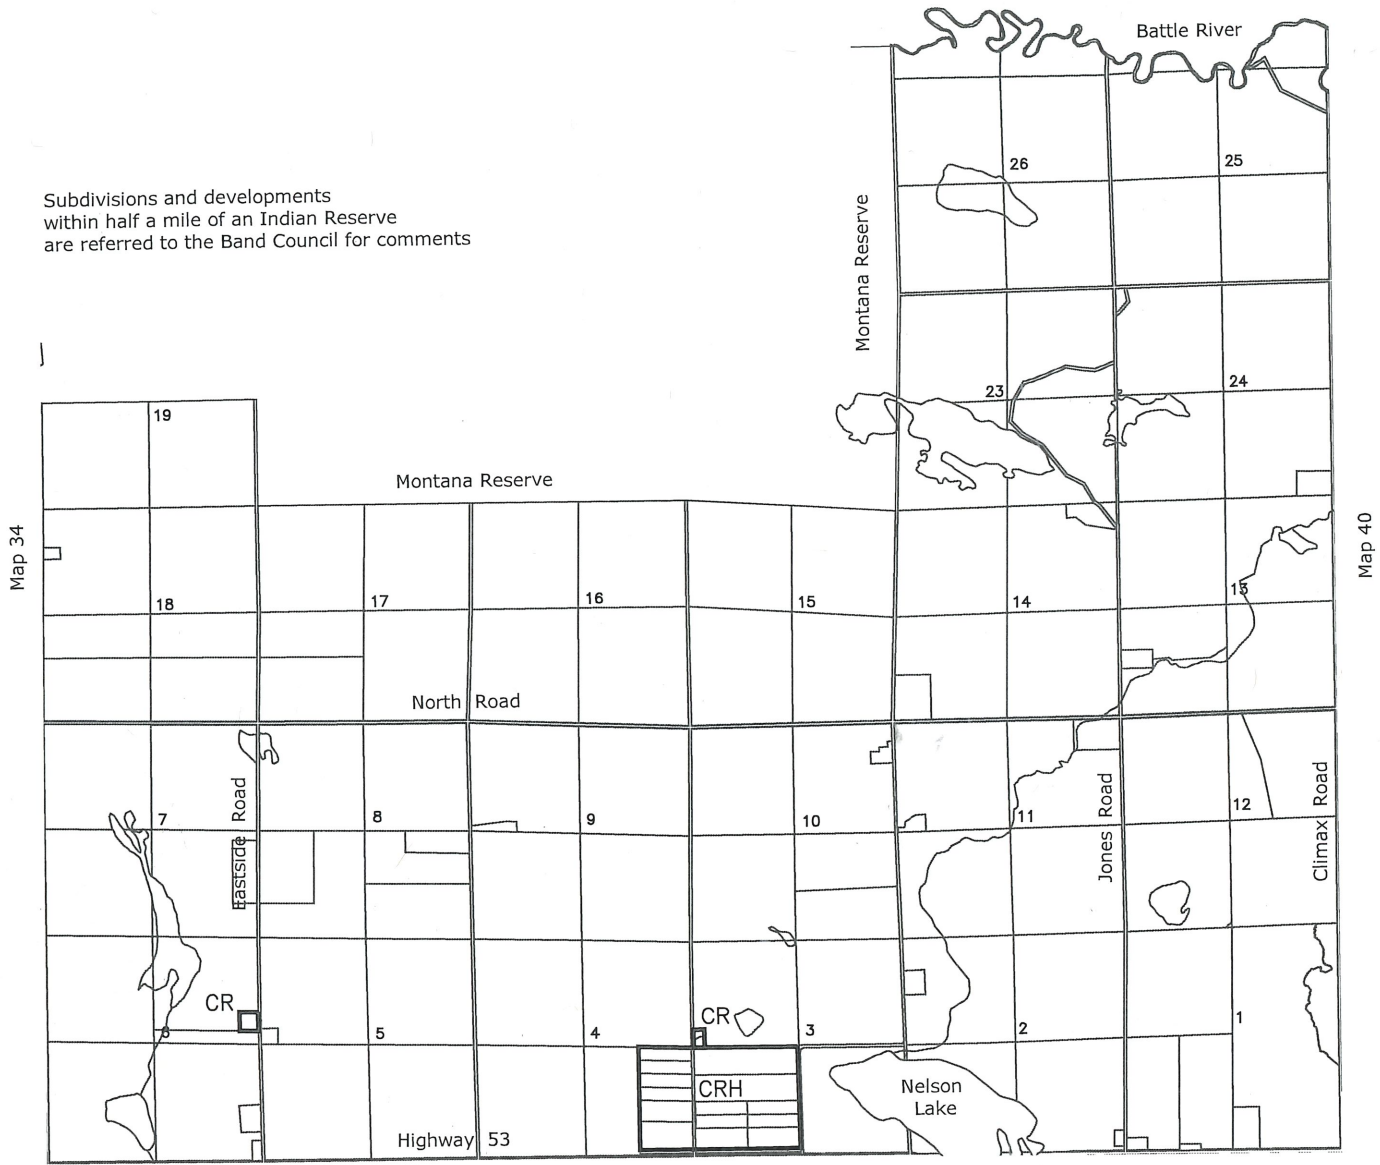 Battle River
26
25
Subdivisions and developments
within half a mile of an Indian Reserve
are referred to the Band Council for comments
Montana Reserve
23
24
19
Montana Reserve
Map 34
Map 40
18
17
16
15
14
13
North Road
7
Eastside Road
8
9
10
11
Jones Road
12
Climax Road
CR
6
5
4
CR
3
2
1
CRH
Nelson
Lake
Highway 53